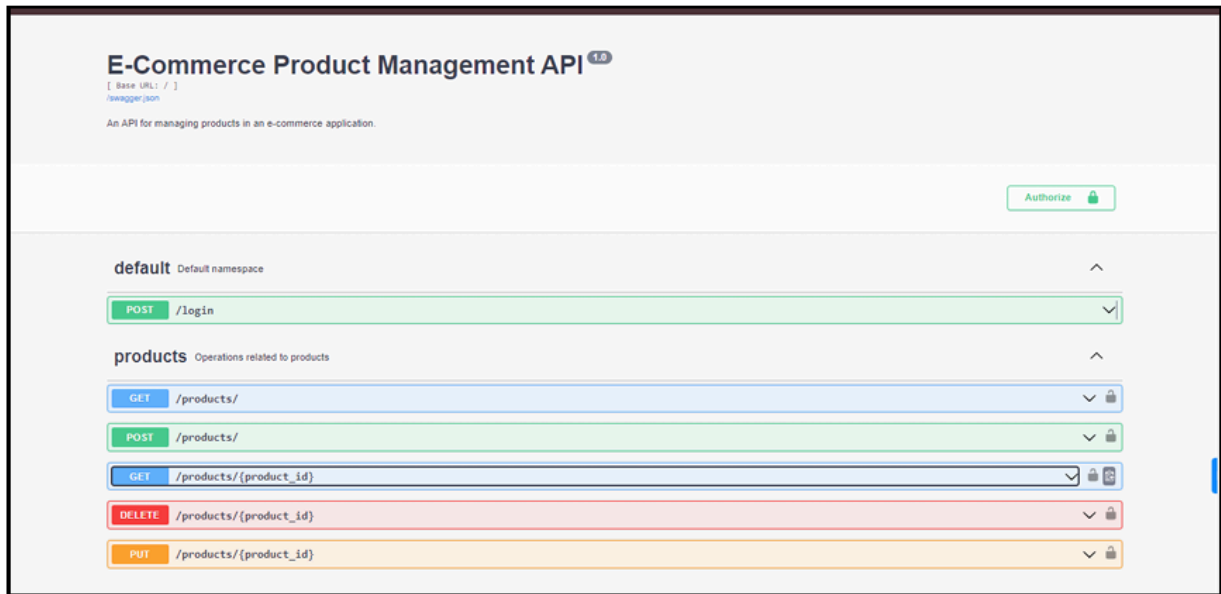 E-Commerce Product Management API 1.0
[ Base URL: / ]
/swagger.json
An API for managing products in an e-commerce application.
Authorize
default Default namespace
POST /login
products Operations related to products
GET /products/
POST /products/
GET /products/{product_id}
DELETE /products/{product_id}
PUT /products/{product_id}